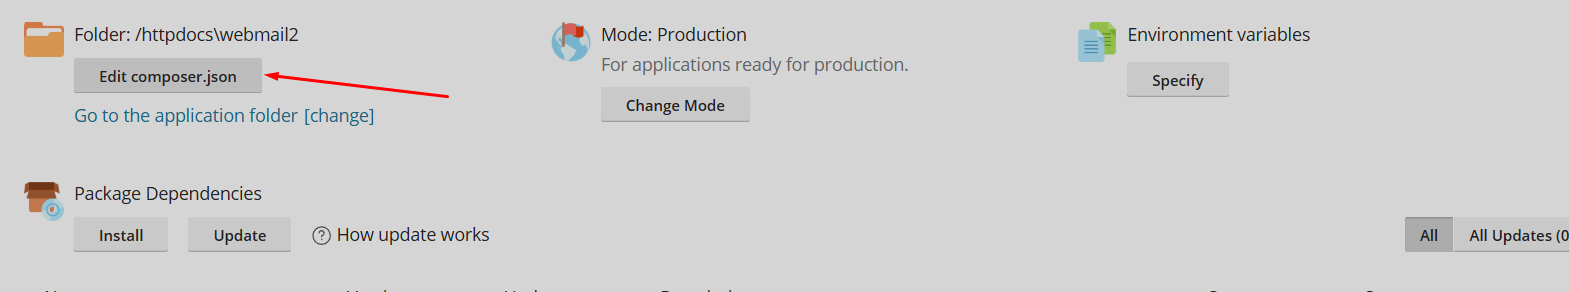 Folder: /httpdocs\webmail2
Edit composer.json
Go to the application folder [change]
Mode: Production
For applications ready for production.
Change Mode
Environment variables
Specify
Package Dependencies
Install Update ? How update works
All All Updates (0